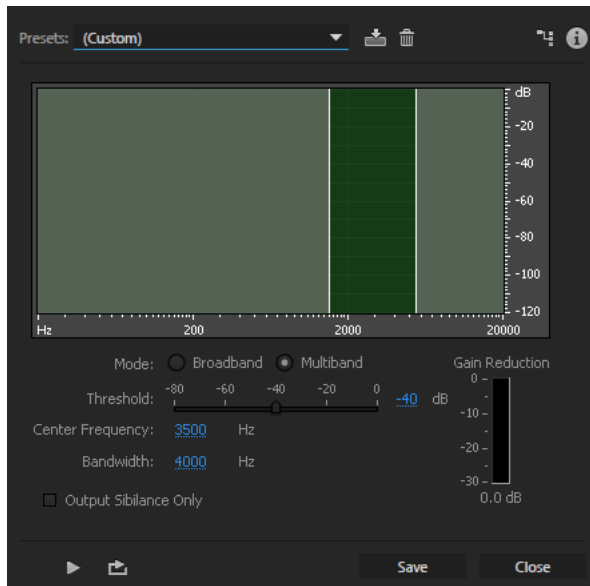 Presets: (Custom)
dB
-20
-40
-60
-80
-100
-120
Hz 200 2000 20000
Mode: Broadband Multiband Gain Reduction
Threshold: -80 -60 -40 -20 0 -40 dB
Center Frequency: 3500 Hz
Bandwidth: 4000 Hz
0
-10
-20
-30
Output Sibilance Only 0.0 dB
Save Close